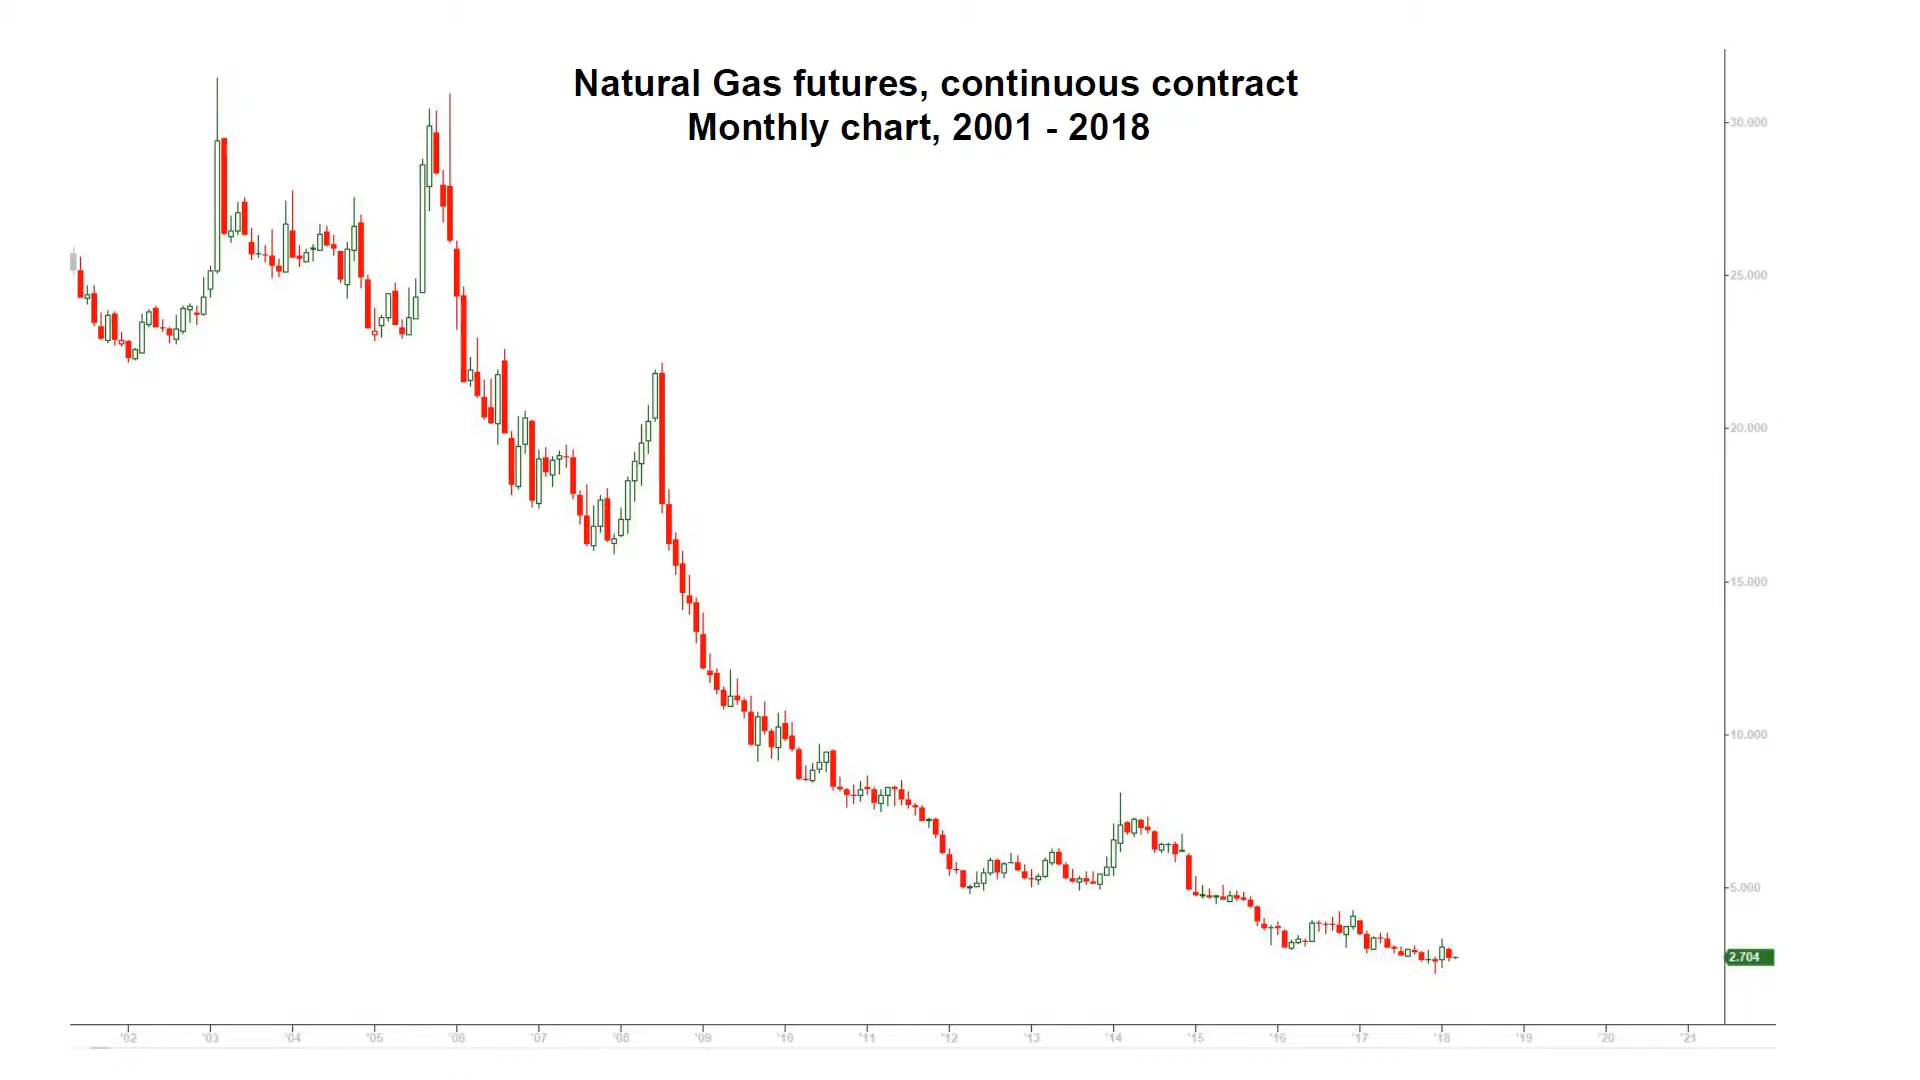 Natural Gas futures, continuous contract
Monthly chart, 2001 - 2018
30.000
25.000
20.000
15.000
10.000
5.000
2.704
'02 '03 '04 '05 '06 '07 '08 '09 '10 '11 '12 '13 '14 '15 '16 '17 '18 '19 '20 '21